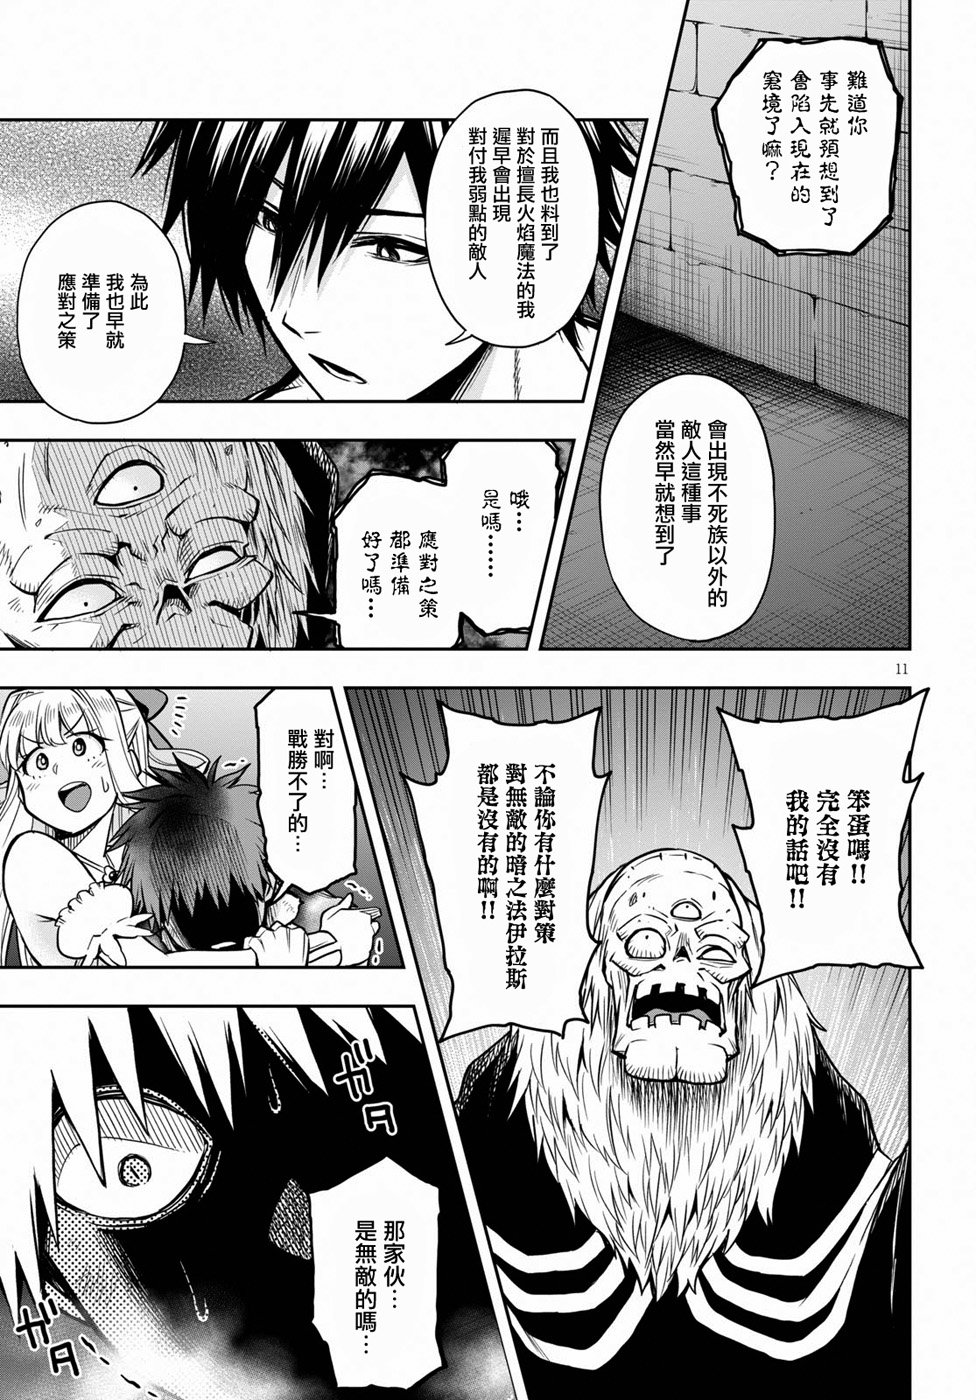 難道你
事先就預想到了
會陷入現在的
窘境了嘛？
會出現不死族以外的
敵人這種事
當然早就想到了
而且我也料到了
對於擅長火焰魔法的我
遲早會出現
對付我弱點的敵人
為此
我也早就
準備了
應對之策
哦…
是嗎……
應對之策
都準備
好了嗎…
11
笨蛋嗎!!
完全沒有
我的話吧!!
不論你有什麼對策
對無敵的暗之法伊拉斯
都是沒有的啊!!
對啊…
戰勝不了的…
ガタ
那家伙…
是無敵的嗎…
ガタ